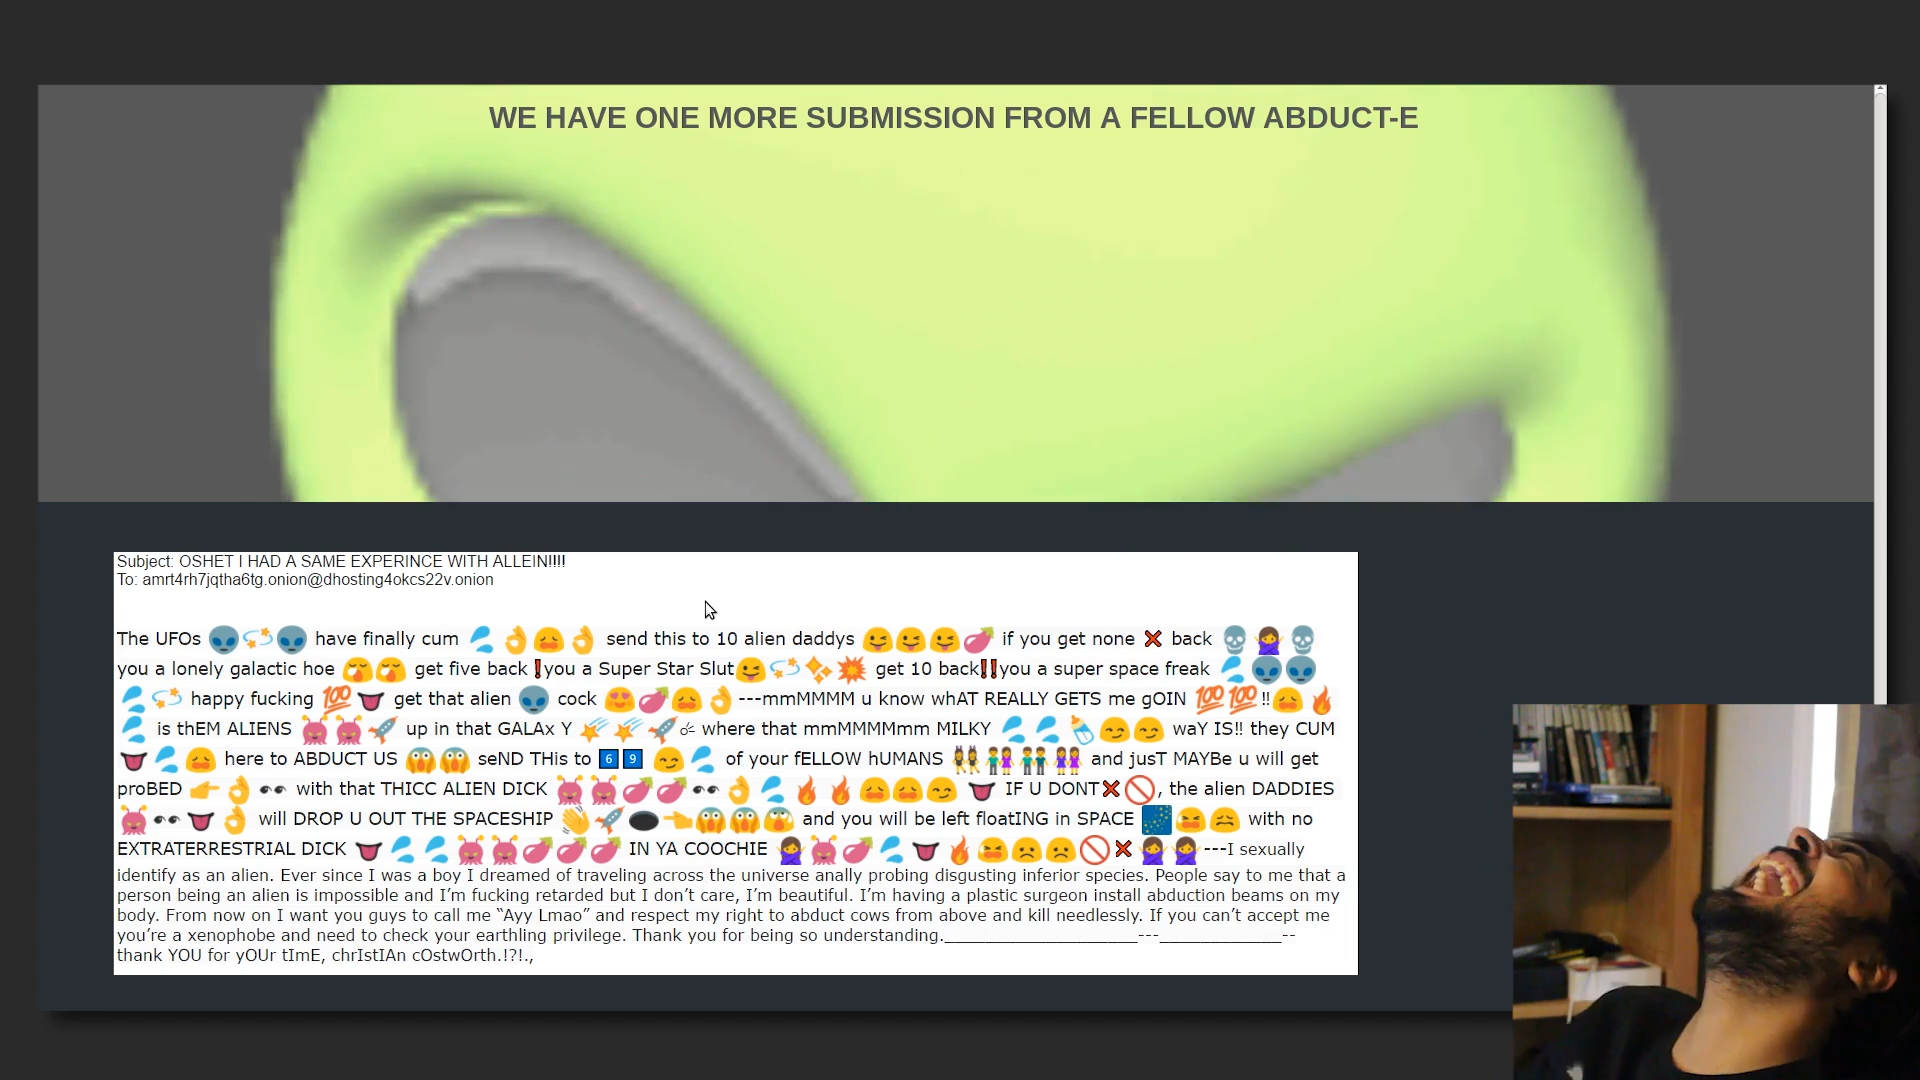 WE HAVE ONE MORE SUBMISSION FROM A FELLOW ABDUCT-E
Subject: OSHET I HAD A SAME EXPERINCE WITH ALLEIN!!!!
To: amrt4rh7jqtha6tg.onion@dhosting4okcs22v.onion
The UFOs 👽💫👽 have finally cum 💦👌😩👌 send this to 10 alien daddys 😜😜😜🍆 if you get none ❌ back 💀🙅‍♀️💀
you a lonely galactic hoe 😪😪 get five back ❗you a Super Star Slut😜💫✨💥 get 10 back‼️you a super space freak 💦👽👽
💦💫 happy fucking 💯👅 get that alien 👽 cock 😍🍆😩👌---mmMMMM u know whAT REALLY GETS me gOIN 💯💯‼😩🔥
💦 is thEM ALIENS 👾👾🚀 up in that GALAx Y 🌠🌠🚀☄ where that mmMMMMmm MILKY 💦💦🍼😏😏 waY IS‼ they CUM
👅💦😩 here to ABDUCT US 😱😱 seND THis to 6️⃣9️⃣ 😏💦 of your fELLOW hUMANS 👯👫👬👭 and jusT MAYBe u will get
proBED 👉👌👀 with that THICC ALIEN DICK 👾👾🍆🍆👀👌💦🔥🔥😩😩😏👅 IF U DONT❌🚫, the alien DADDIES
👾👀👅👌 will DROP U OUT THE SPACESHIP 👋🚀🕳👈😱😱😱 and you will be left floatING in SPACE 🌌😫😖 with no
EXTRATERRESTRIAL DICK 👅💦💦👾👾🍆🍆🍆 IN YA COOCHIE 🙅‍♀️👾🍆💦👅🔥😫☹️☹️🚫❌🙅‍♀️🙅‍♀️---I sexually
identify as an alien. Ever since I was a boy I dreamed of traveling across the universe anally probing disgusting inferior species. People say to me that a
person being an alien is impossible and I’m fucking retarded but I don’t care, I’m beautiful. I’m having a plastic surgeon install abduction beams on my
body. From now on I want you guys to call me “Ayy Lmao” and respect my right to abduct cows from above and kill needlessly. If you can’t accept me
you’re a xenophobe and need to check your earthling privilege. Thank you for being so understanding.____________________---_____________--
thank YOU for yOUr tImE, chrIstIAn cOstwOrth.!?!.,